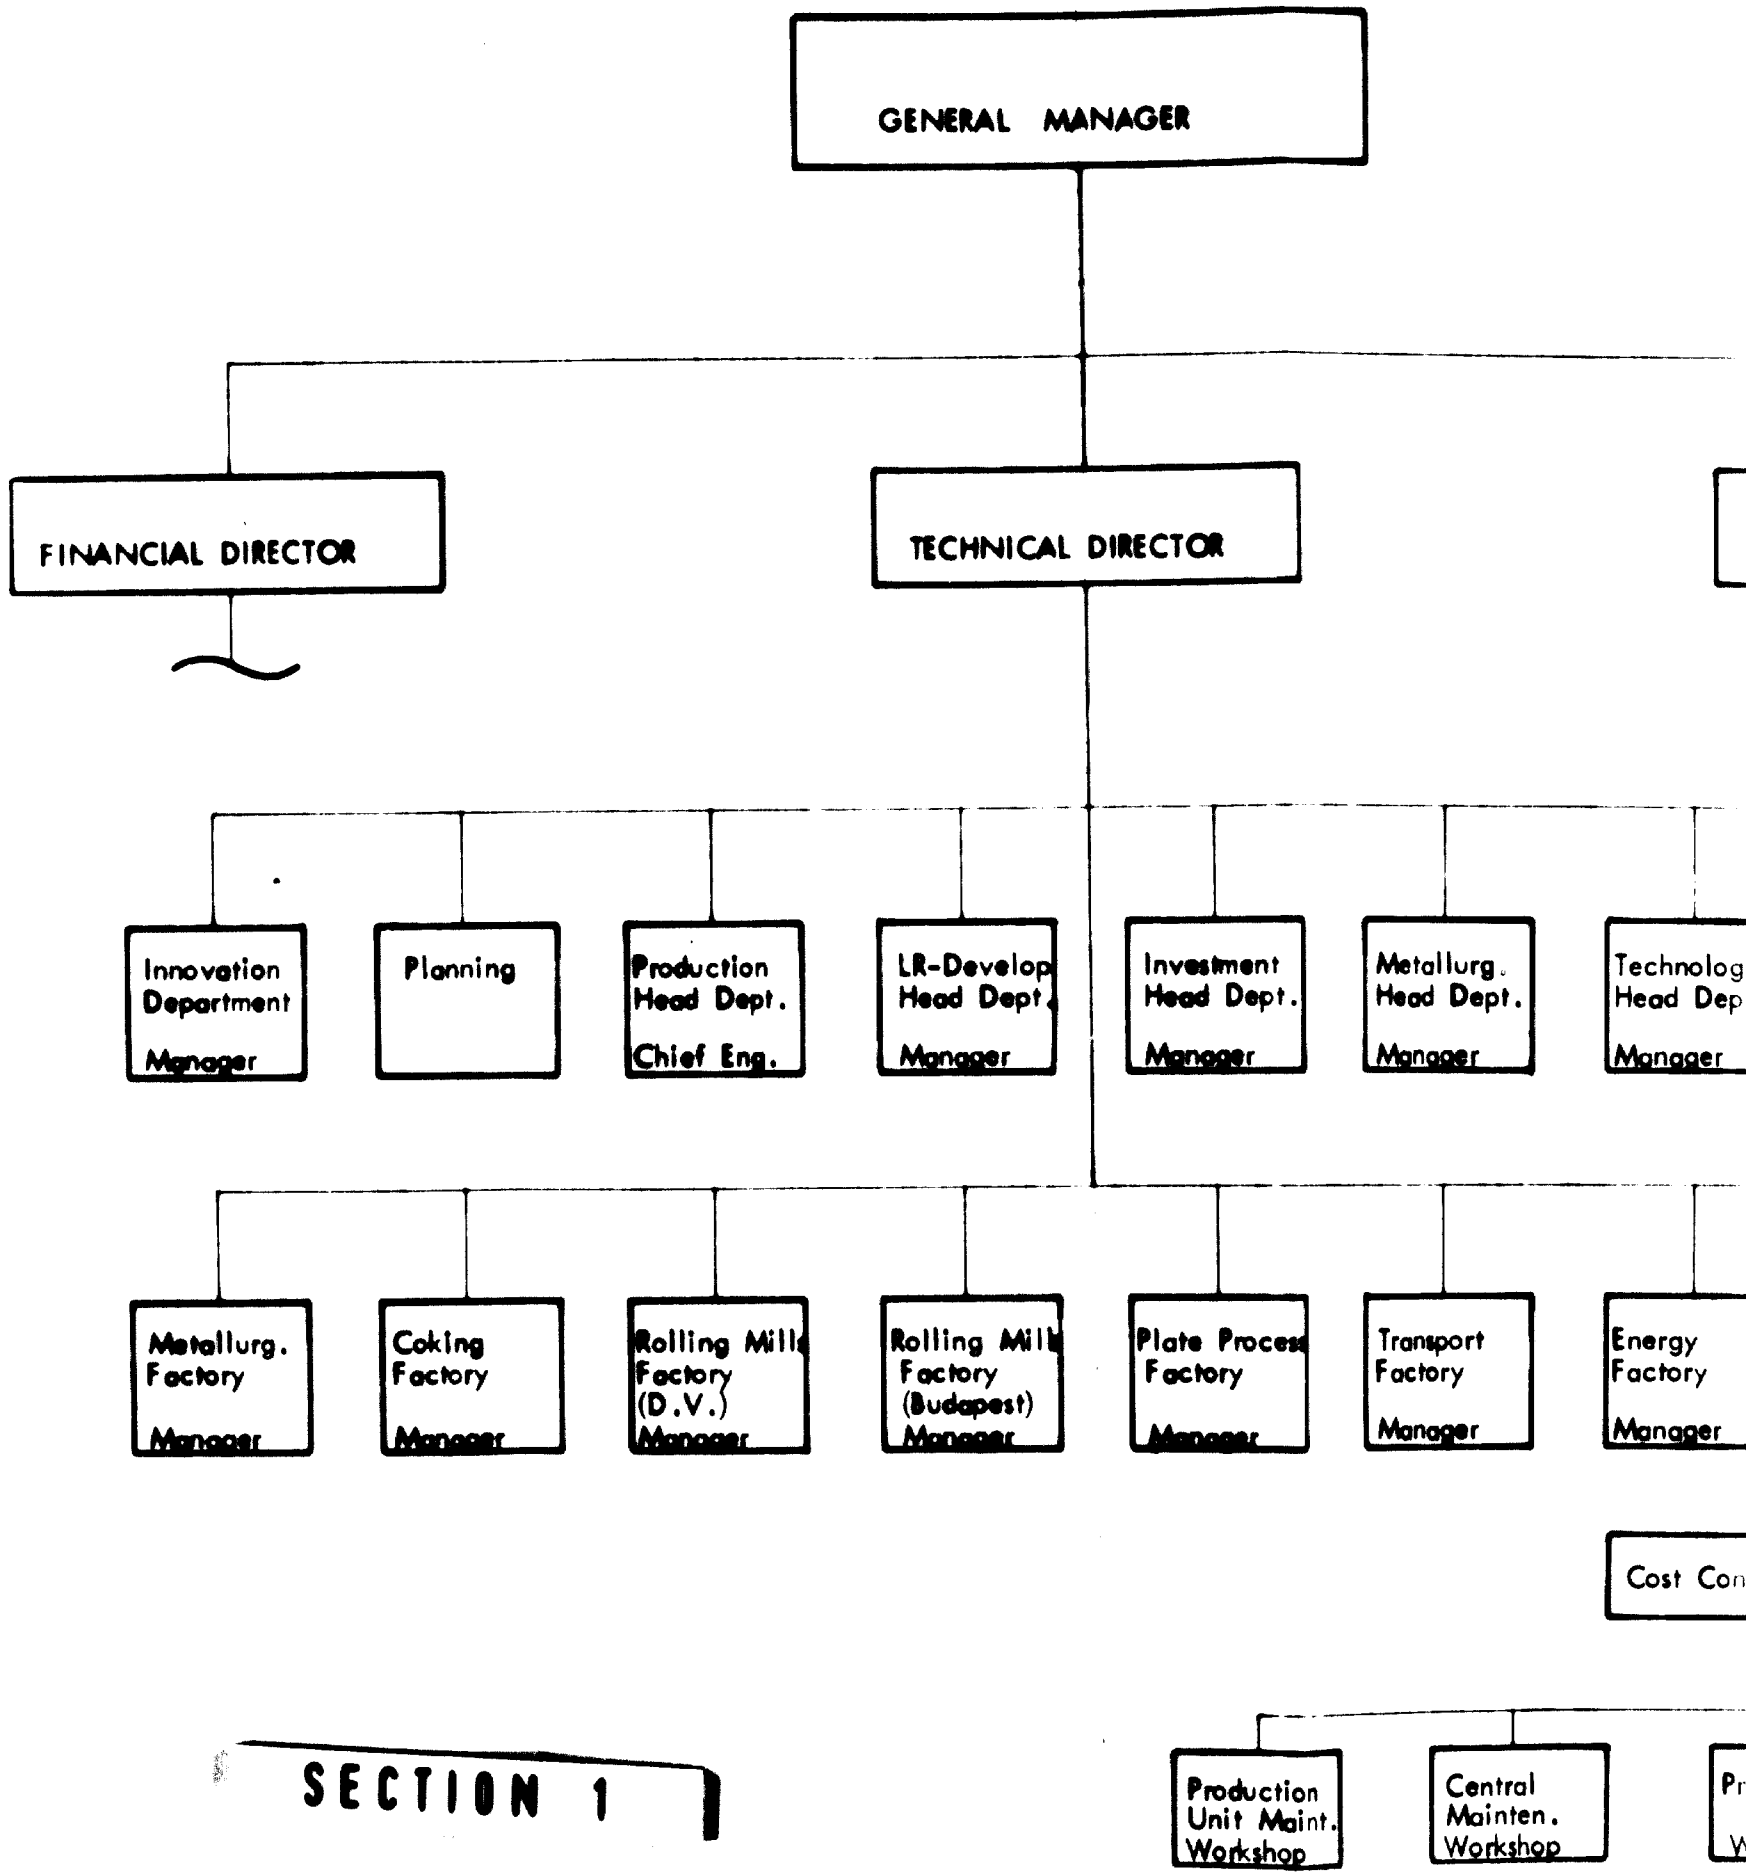 GENERAL MANAGER
FINANCIAL DIRECTOR
TECHNICAL DIRECTOR
Innovation
Department
Manager
Planning
Production
Head Dept.
Chief Eng.
LR-Develop
Head Dept.
Manager
Investment
Head Dept.
Manager
Metallurg.
Head Dept.
Manager
Technolog
Head Dep
Manager
Metallurg.
Factory
Manager
Coking
Factory
Manager
Rolling Mills
Factory
(D.V.)
Manager
Rolling Mills
Factory
(Budapest)
Manager
Plate Process
Factory
Manager
Transport
Factory
Manager
Energy
Factory
Manager
Cost Con
SECTION 1
Production
Unit Maint.
Workshop
Central
Mainten.
Workshop